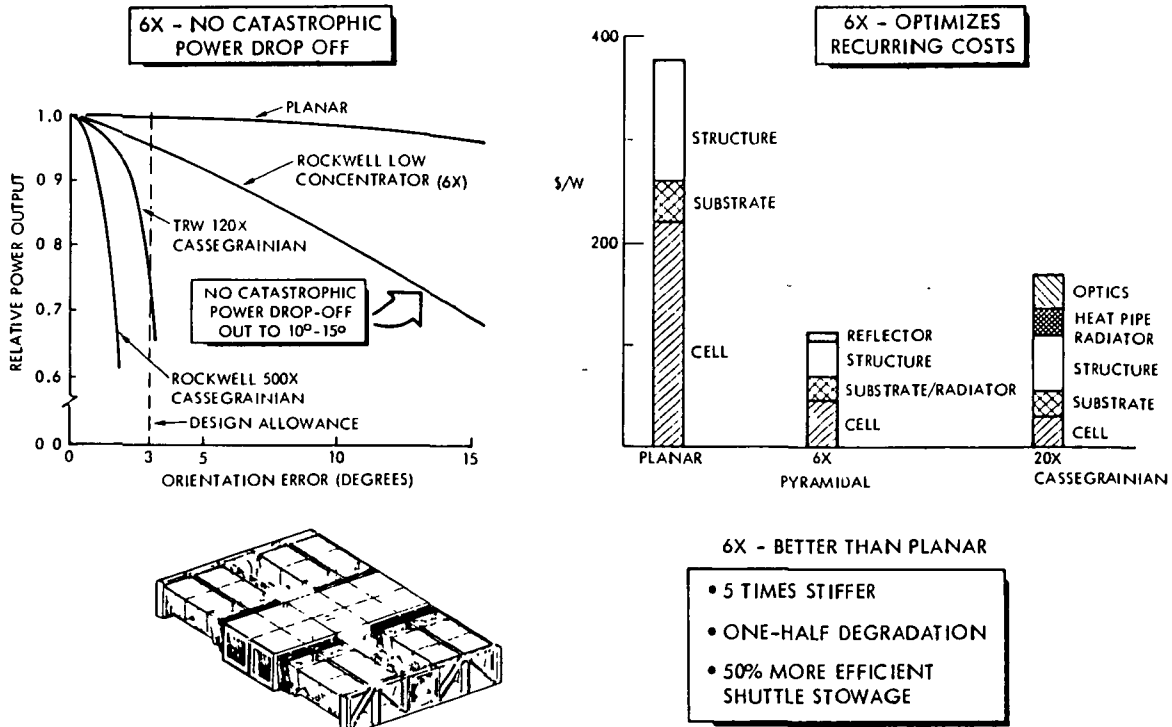 6X - NO CATASTROPHIC
POWER DROP OFF
1.0
0 9
0.8
0.7
0.6
0 0
RELATIVE POWER OUTPUT
PLANAR
ROCKWELL LOW
CONCENTRATOR (6X)
TRW 120X
CASSEGRAINIAN
NO CATASTROPHIC
POWER DROP-OFF
OUT TO 10º-15º
ROCKWELL 500X
CASSEGRAINIAN
DESIGN ALLOWANCE
0
3
5
10
15
ORIENTATION ERROR (DEGREES)
6X - OPTIMIZES
RECURRING COSTS
400
200
$/W
STRUCTURE
SUBSTRATE
CELL
REFLECTOR
STRUCTURE
SUBSTRATE/RADIATOR
CELL
OPTICS
HEAT PIPE
RADIATOR
STRUCTURE
SUBSTRATE
CELL
PLANAR
6X
PYRAMIDAL
20X
CASSEGRAINIAN
6X - BETTER THAN PLANAR
• 5 TIMES STIFFER
• ONE-HALF DEGRADATION
• 50% MORE EFFICIENT
SHUTTLE STOWAGE